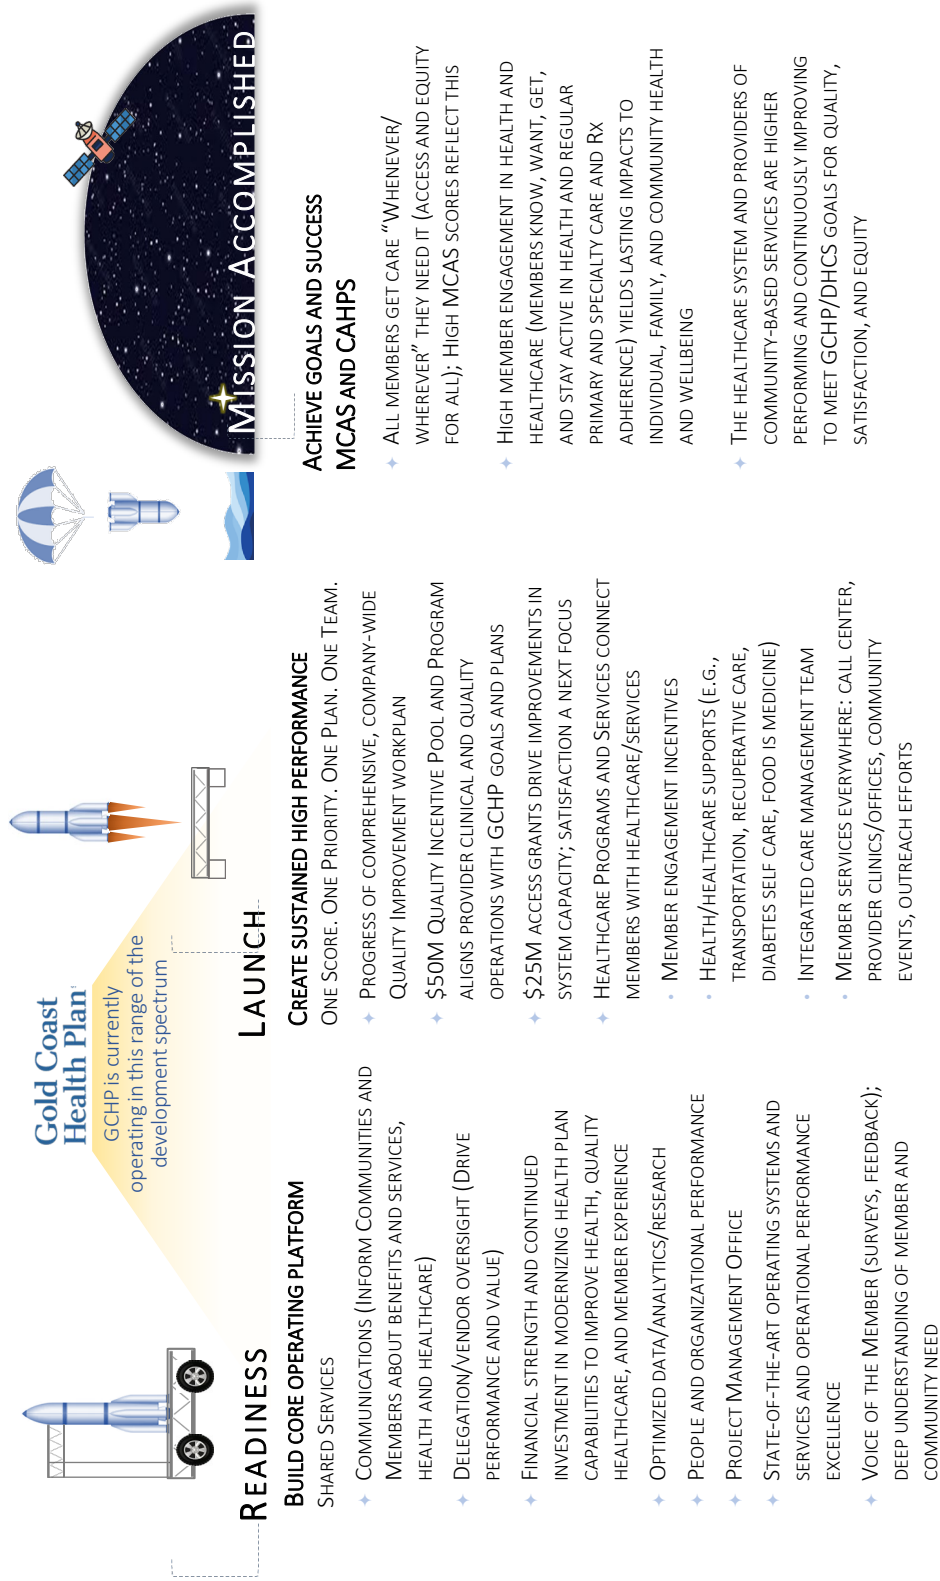 Gold Coast
Health Plan
GCHP is currently
operating in this range of the
development spectrum
READINESS
BUILD CORE OPERATING PLATFORM
SHARED SERVICES
COMMUNICATIONS (INFORM COMMUNITIES AND
MEMBERS ABOUT BENEFITS AND SERVICES,
HEALTH AND HEALTHCARE)
DELEGATION/VENDOR OVERSIGHT (DRIVE
PERFORMANCE AND VALUE)
FINANCIAL STRENGTH AND CONTINUED
INVESTMENT IN MODERNIZING HEALTH PLAN
CAPABILITIES TO IMPROVE HEALTH, QUALITY
HEALTHCARE, AND MEMBER EXPERIENCE
OPTIMIZED DATA/ANALYTICS/RESEARCH
PEOPLE AND ORGANIZATIONAL PERFORMANCE
PROJECT MANAGEMENT OFFICE
STATE-OF-THE-ART OPERATING SYSTEMS AND
SERVICES AND OPERATIONAL PERFORMANCE
EXCELLENCE
VOICE OF THE MEMBER (SURVEYS, FEEDBACK);
DEEP UNDERSTANDING OF MEMBER AND
COMMUNITY NEED
LAUNCH
CREATE SUSTAINED HIGH PERFORMANCE
ONE SCORE. ONE PRIORITY. ONE PLAN. ONE TEAM.
PROGRESS OF COMPREHENSIVE, COMPANY-WIDE
QUALITY IMPROVEMENT WORKPLAN
$50M QUALITY INCENTIVE POOL AND PROGRAM
ALIGNS PROVIDER CLINICAL AND QUALITY
OPERATIONS WITH GCHP GOALS AND PLANS
$25M ACCESS GRANTS DRIVE IMPROVEMENTS IN
SYSTEM CAPACITY; SATISFACTION A NEXT FOCUS
HEALTHCARE PROGRAMS AND SERVICES CONNECT
MEMBERS WITH HEALTHCARE/SERVICES
MEMBER ENGAGEMENT INCENTIVES
HEALTH/HEALTHCARE SUPPORTS (E.G.,
TRANSPORTATION, RECUPERATIVE CARE,
DIABETES SELF CARE, FOOD IS MEDICINE)
INTEGRATED CARE MANAGEMENT TEAM
MEMBER SERVICES EVERYWHERE: CALL CENTER,
PROVIDER CLINICS/OFFICES, COMMUNITY
EVENTS, OUTREACH EFFORTS
MISSION ACCOMPLISHED
ACHIEVE GOALS AND SUCCESS
MCAS AND CAHPS
ALL MEMBERS GET CARE "WHENEVER/
WHEREVER" THEY NEED IT (ACCESS AND EQUITY
FOR ALL); HIGH MCAS SCORES REFLECT THIS
HIGH MEMBER ENGAGEMENT IN HEALTH AND
HEALTHCARE (MEMBERS KNOW, WANT, GET,
AND STAY ACTIVE IN HEALTH AND REGULAR
PRIMARY AND SPECIALTY CARE AND RX
ADHERENCE) YIELDS LASTING IMPACTS TO
INDIVIDUAL, FAMILY, AND COMMUNITY HEALTH
AND WELLBEING
THE HEALTHCARE SYSTEM AND PROVIDERS OF
COMMUNITY-BASED SERVICES ARE HIGHER
PERFORMING AND CONTINUOUSLY IMPROVING
TO MEET GCHP/DHCS GOALS FOR QUALITY,
SATISFACTION, AND EQUITY